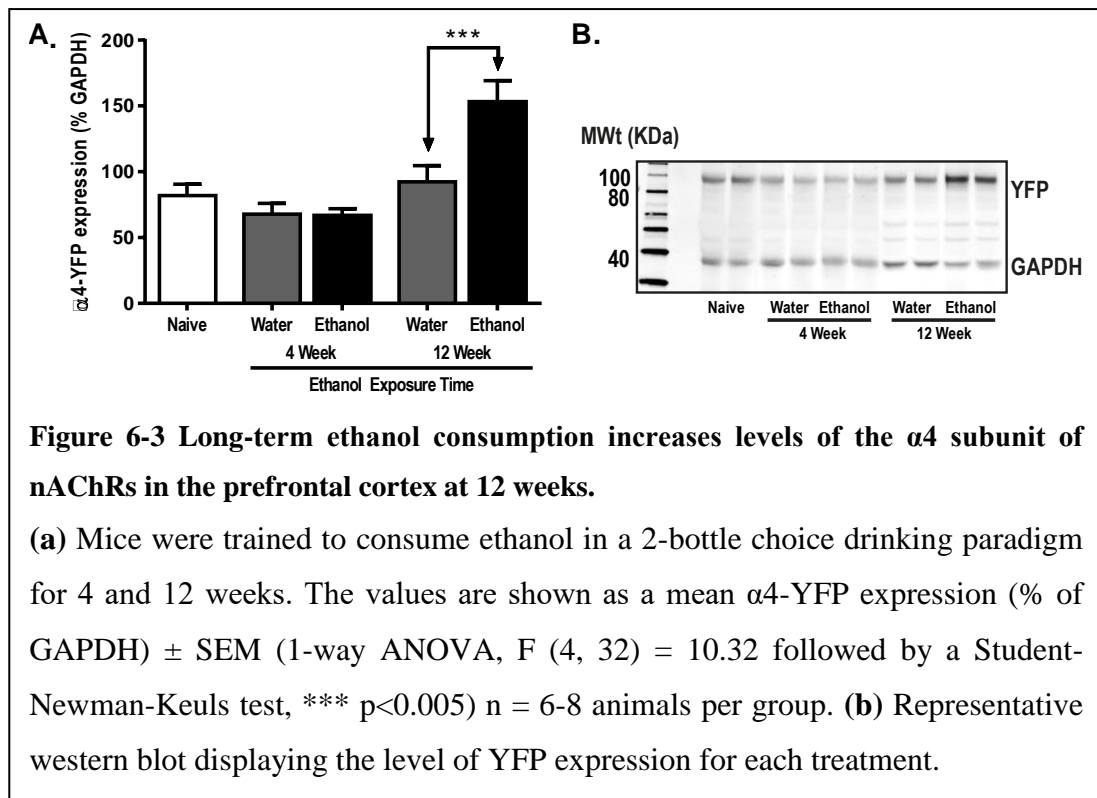 A.
B.
α4-YFP expression (% GAPDH)
200
150
100
50
0
***
Naive
Water
Ethanol
Water
Ethanol
4 Week
12 Week
Ethanol Exposure Time
MWt (KDa)
100
80
40
YFP
GAPDH
Naive
Water
Ethanol
Water
Ethanol
4 Week
12 Week
Figure 6-3 Long-term ethanol consumption increases levels of the α4 subunit of
nAChRs in the prefrontal cortex at 12 weeks.
(a) Mice were trained to consume ethanol in a 2-bottle choice drinking paradigm
for 4 and 12 weeks. The values are shown as a mean α4-YFP expression (% of
GAPDH) ± SEM (1-way ANOVA, F (4, 32) = 10.32 followed by a Student-
Newman-Keuls test, *** p<0.005) n = 6-8 animals per group. (b) Representative
western blot displaying the level of YFP expression for each treatment.